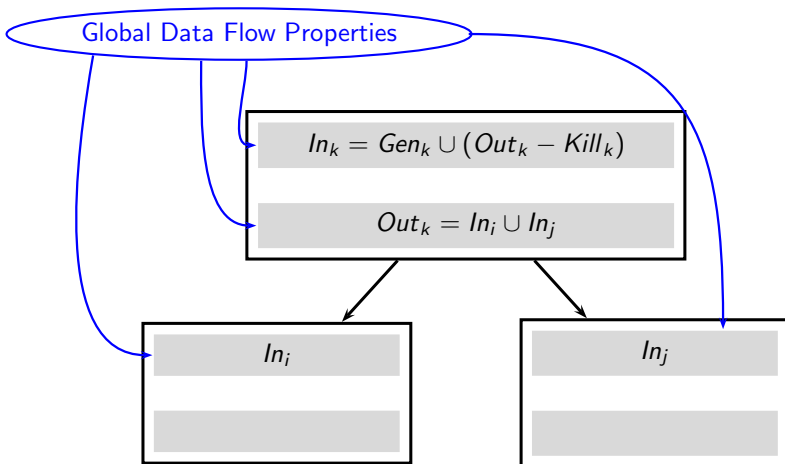 Global Data Flow Properties
Inₖ = Genₖ ∪ (Outₖ − Killₖ)
Outₖ = Inᵢ ∪ Inⱼ
Inᵢ
Inⱼ